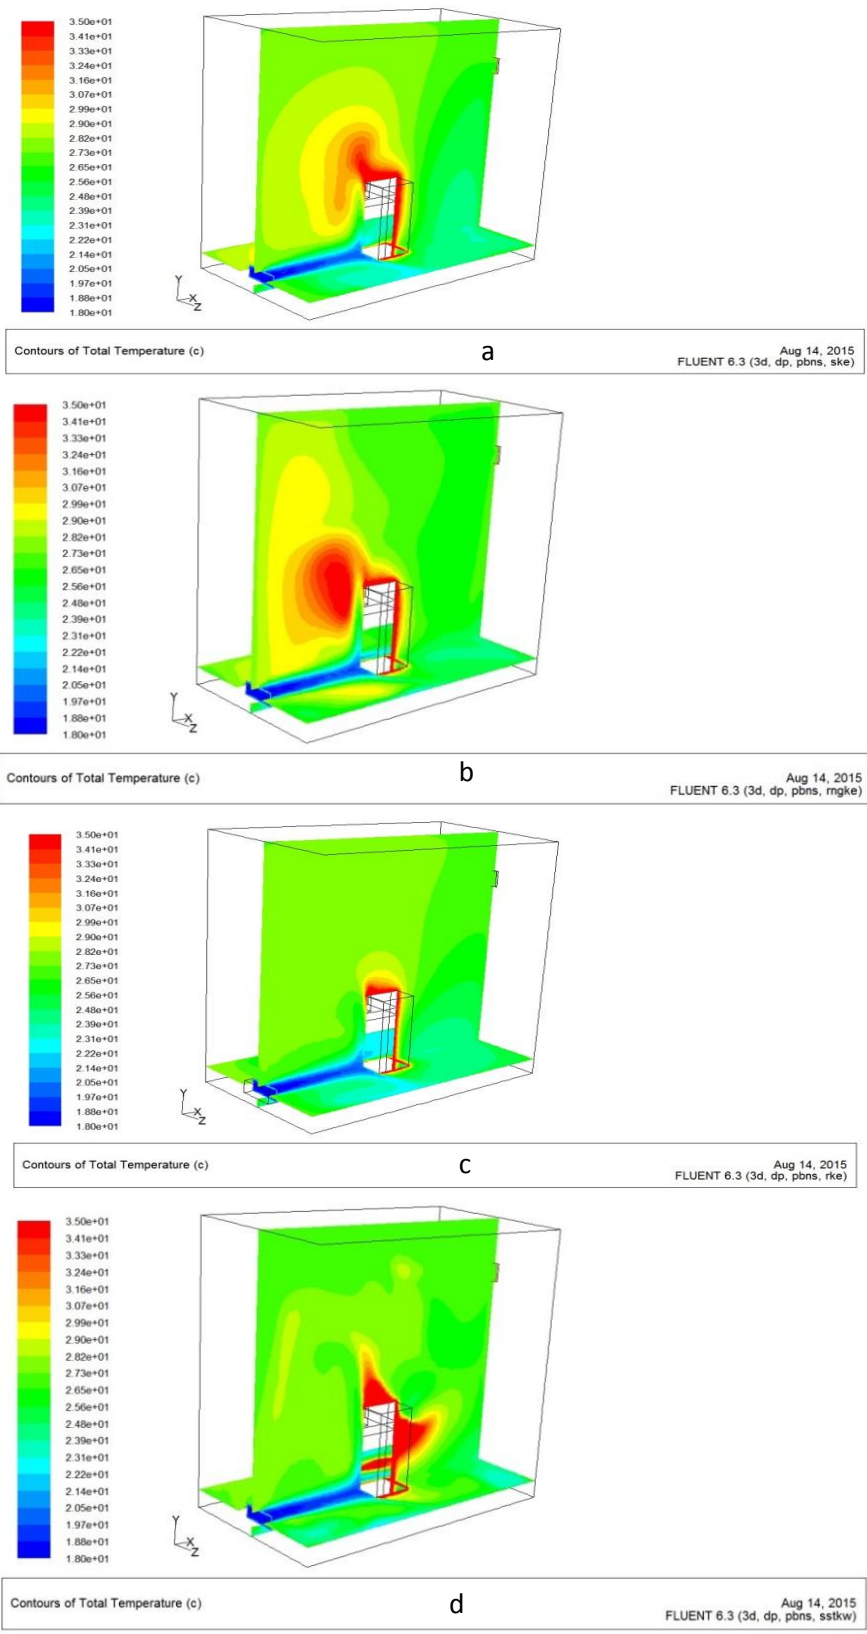 3.50e+01
3.41e+01
3.33e+01
3.24e+01
3.16e+01
3.07e+01
2.99e+01
2.90e+01
2.82e+01
2.73e+01
2.65e+01
2.56e+01
2.48e+01
2.39e+01
2.31e+01
2.22e+01
2.14e+01
2.05e+01
1.97e+01
1.88e+01
1.80e+01
Y
X
Z
Contours of Total Temperature (c)
a
Aug 14, 2015
FLUENT 6.3 (3d, dp, pbns, ske)
3.50e+01
3.41e+01
3.33e+01
3.24e+01
3.16e+01
3.07e+01
2.99e+01
2.90e+01
2.82e+01
2.73e+01
2.65e+01
2.56e+01
2.48e+01
2.39e+01
2.31e+01
2.22e+01
2.14e+01
2.05e+01
1.97e+01
1.88e+01
1.80e+01
Y
X
Z
Contours of Total Temperature (c)
b
Aug 14, 2015
FLUENT 6.3 (3d, dp, pbns, rngke)
3.50e+01
3.41e+01
3.33e+01
3.24e+01
3.16e+01
3.07e+01
2.99e+01
2.90e+01
2.82e+01
2.73e+01
2.65e+01
2.56e+01
2.48e+01
2.39e+01
2.31e+01
2.22e+01
2.14e+01
2.05e+01
1.97e+01
1.88e+01
1.80e+01
Y
X
Z
Contours of Total Temperature (c)
c
Aug 14, 2015
FLUENT 6.3 (3d, dp, pbns, rke)
3.50e+01
3.41e+01
3.33e+01
3.24e+01
3.16e+01
3.07e+01
2.99e+01
2.90e+01
2.82e+01
2.73e+01
2.65e+01
2.56e+01
2.48e+01
2.39e+01
2.31e+01
2.22e+01
2.14e+01
2.05e+01
1.97e+01
1.88e+01
1.80e+01
Y
X
Z
Contours of Total Temperature (c)
d
Aug 14, 2015
FLUENT 6.3 (3d, dp, pbns, sstkw)